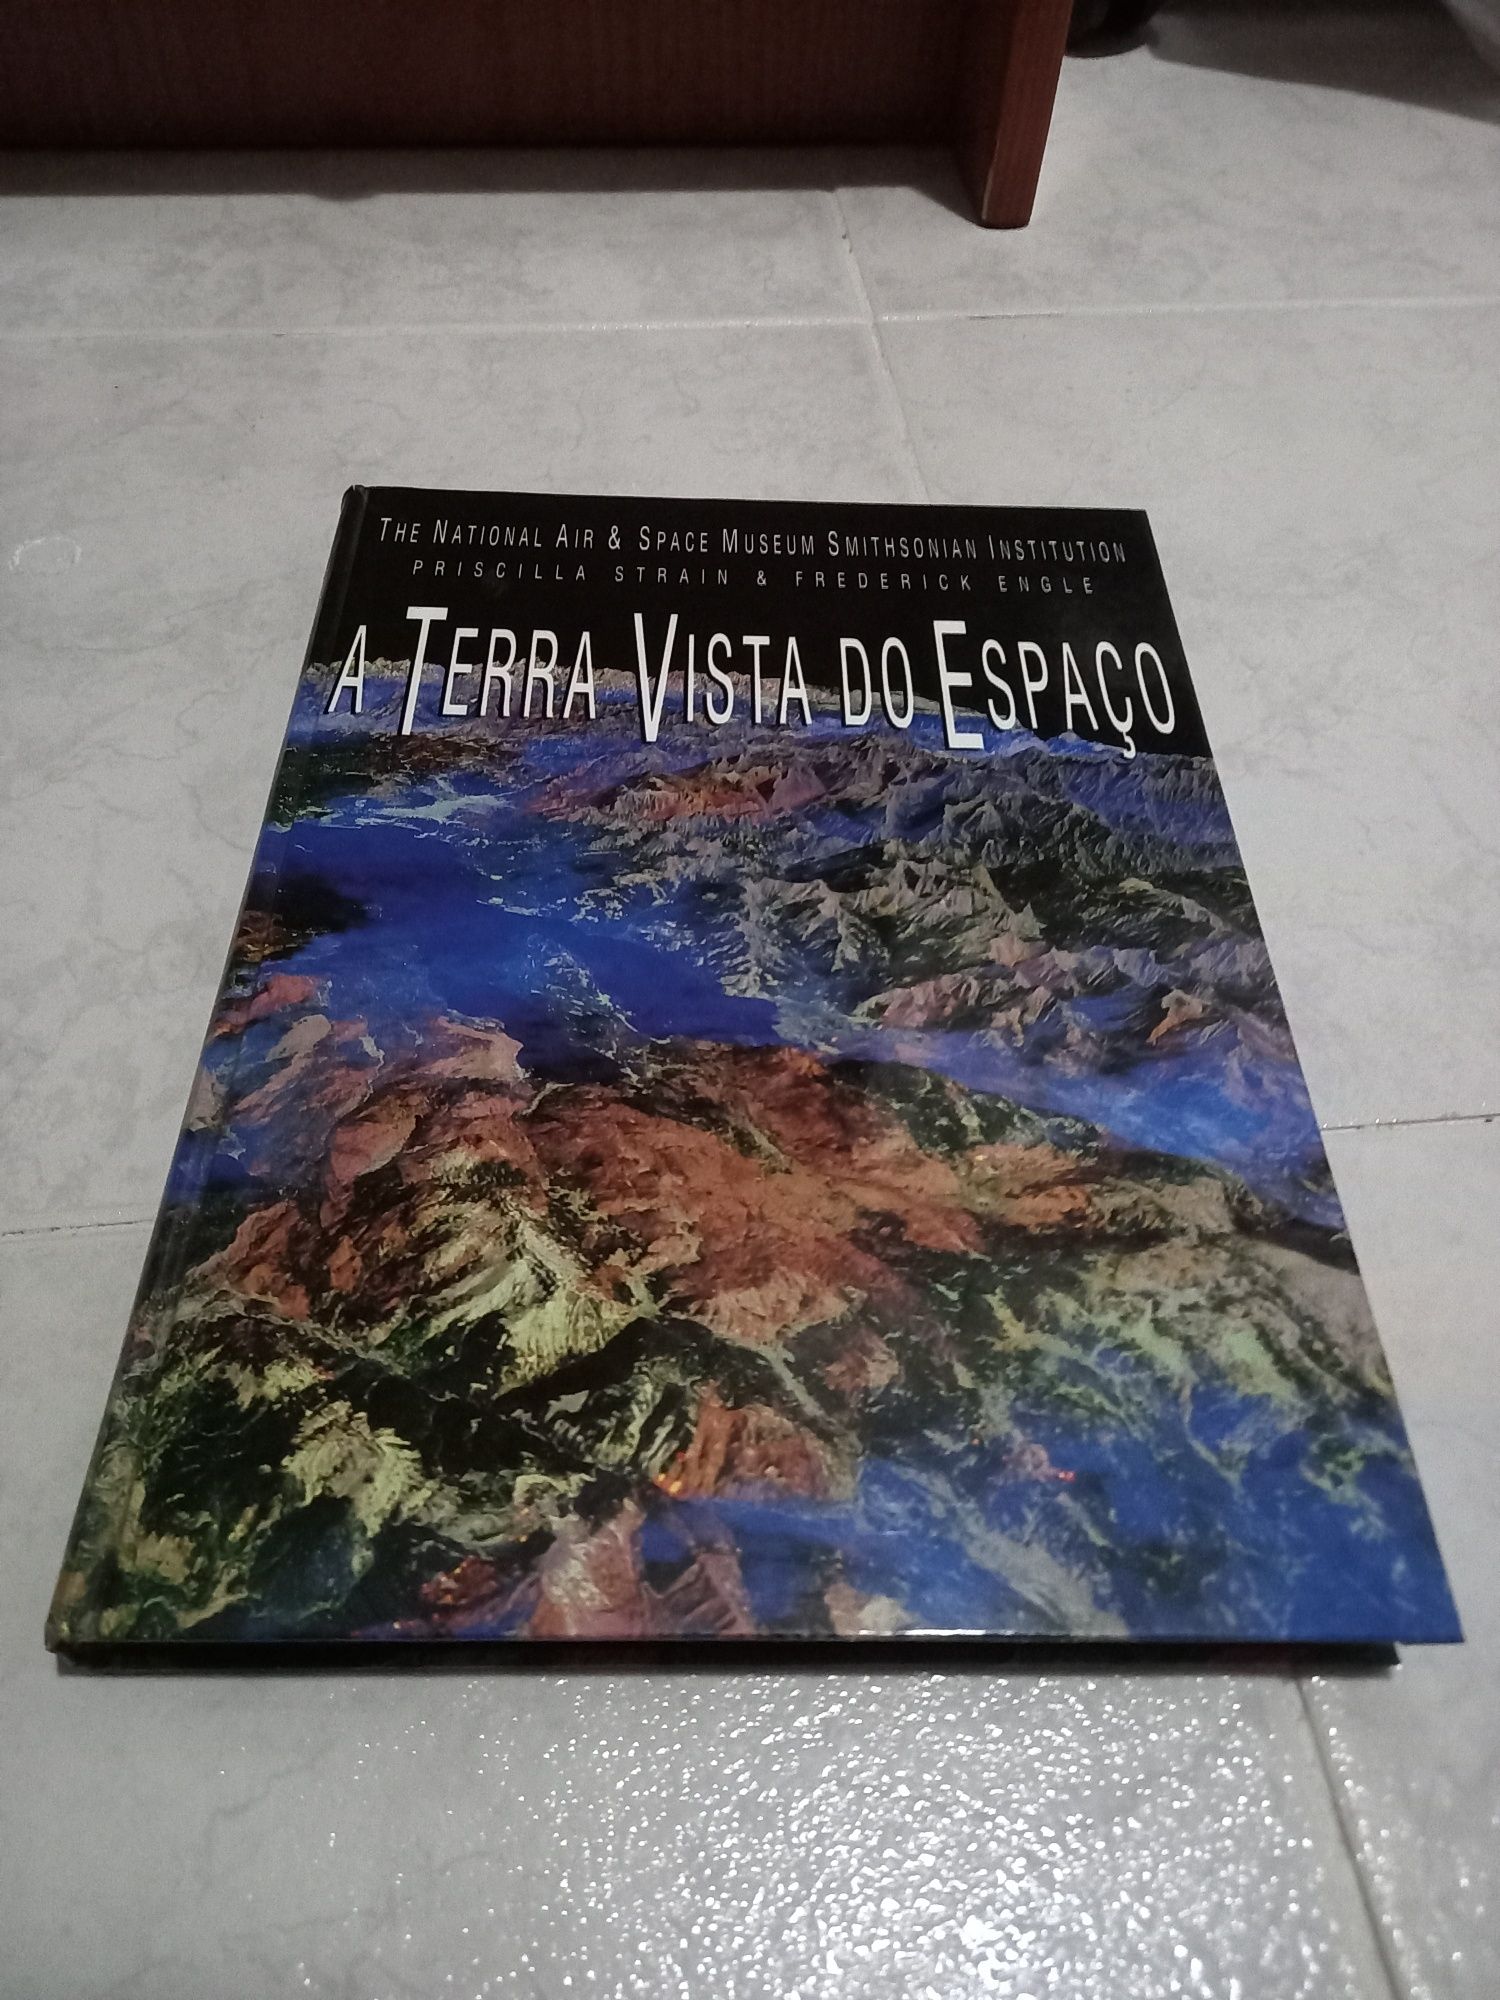 THE NATIONAL AIR & SPACE MUSEUM SMITHSONIAN INSTITUTION
PRISCILLA STRAIN & FREDERICK ENGLE
A TERRA VISTA DO ESPAÇO